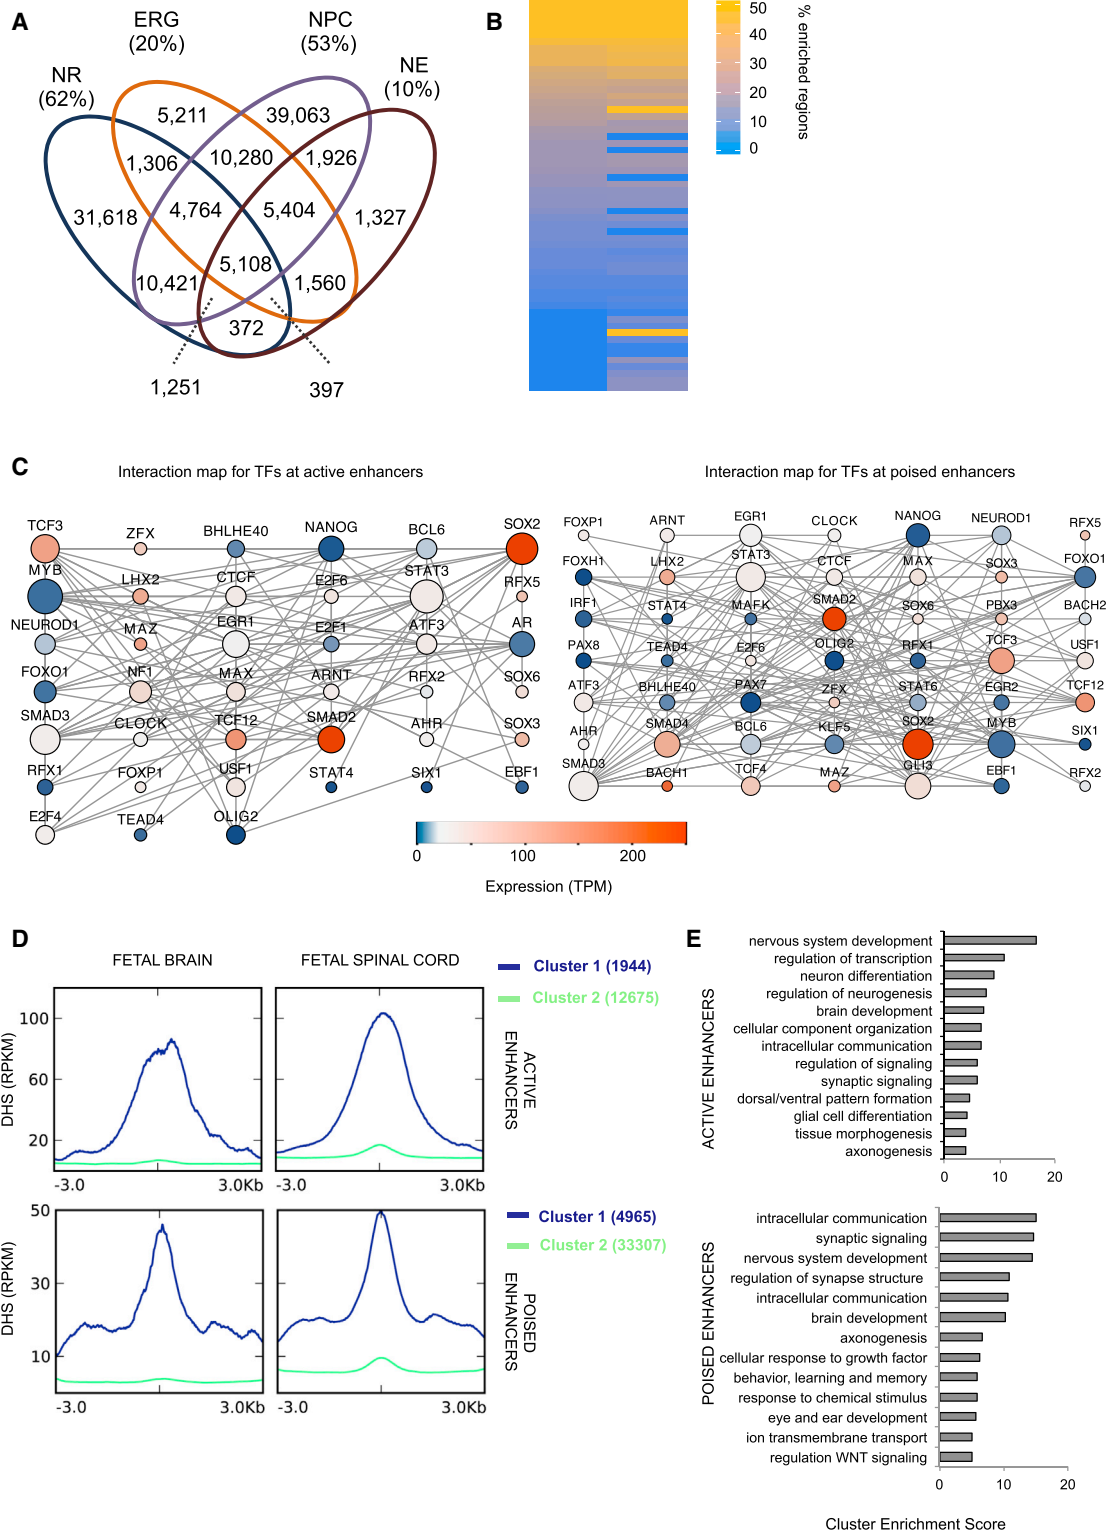 A
ERG
(20%)
NPC
(53%)
NR
(62%)
NE
(10%)
5,211
39,063
1,306
10,280
1,926
31,618
4,764
5,404
1,327
5,108
10,421
1,560
372
1,251
397
B
50
40
30
20
10
0
% enriched regions
C
Interaction map for TFs at active enhancers
TCF3
ZFX
BHLHE40
NANOG
BCL6
SOX2
MYB
LHX2
CTCF
E2F6
STAT3
RFX5
NEUROD1
MAZ
EGR1
E2F1
ATF3
AR
FOXO1
NF1
MAX
ARNT
RFX2
SOX6
SMAD3
CLOCK
TCF12
SMAD2
AHR
SOX3
RFX1
FOXP1
USF1
STAT4
SIX1
EBF1
E2F4
TEAD4
OLIG2
Interaction map for TFs at poised enhancers
FOXP1
ARNT
EGR1
CLOCK
NANOG
NEUROD1
RFX5
FOXH1
LHX2
STAT3
CTCF
MAX
SOX3
FOXO1
IRF1
STAT4
MAFK
SMAD2
SOX6
PBX3
BACH2
PAX8
TEAD4
E2F6
OLIG2
RFX1
TCF3
USF1
ATF3
BHLHE40
PAX7
ZFX
STAT6
EGR2
TCF12
AHR
SMAD4
BCL6
KLF5
SOX2
MYB
SIX1
SMAD3
BACH1
TCF4
MAZ
GLI3
EBF1
RFX2
0
100
200
Expression (TPM)
D
FETAL BRAIN
FETAL SPINAL CORD
Cluster 1 (1944)
Cluster 2 (12675)
ACTIVE
ENHANCERS
DHS (RPKM)
100
60
20
-3.0
3.0Kb
-3.0
3.0Kb
Cluster 1 (4965)
Cluster 2 (33307)
POISED
ENHANCERS
DHS (RPKM)
50
30
10
-3.0
3.0Kb
-3.0
3.0Kb
E
ACTIVE ENHANCERS
nervous system development
regulation of transcription
neuron differentiation
regulation of neurogenesis
brain development
cellular component organization
intracellular communication
regulation of signaling
synaptic signaling
dorsal/ventral pattern formation
glial cell differentiation
tissue morphogenesis
axonogenesis
0
10
20
POISED ENHANCERS
intracellular communication
synaptic signaling
nervous system development
regulation of synapse structure
intracellular communication
brain development
axonogenesis
cellular response to growth factor
behavior, learning and memory
response to chemical stimulus
eye and ear development
ion transmembrane transport
regulation WNT signaling
0
10
20
Cluster Enrichment Score